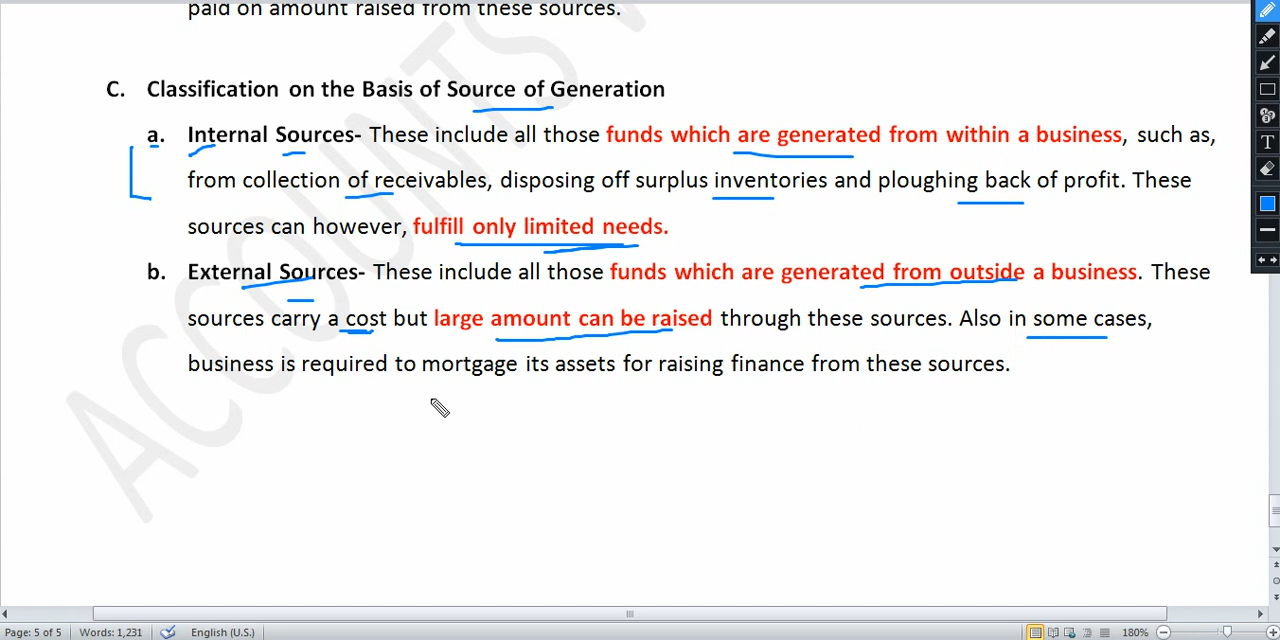 paid on amount raised from these sources.
C. Classification on the Basis of Source of Generation
a. Internal Sources- These include all those funds which are generated from within a business, such as,
from collection of receivables, disposing off surplus inventories and ploughing back of profit. These
sources can however, fulfill only limited needs.
b. External Sources- These include all those funds which are generated from outside a business. These
sources carry a cost but large amount can be raised through these sources. Also in some cases,
business is required to mortgage its assets for raising finance from these sources.
ACCOUNTS
T
Page: 5 of 5 Words: 1,231 English (U.S.) 180%